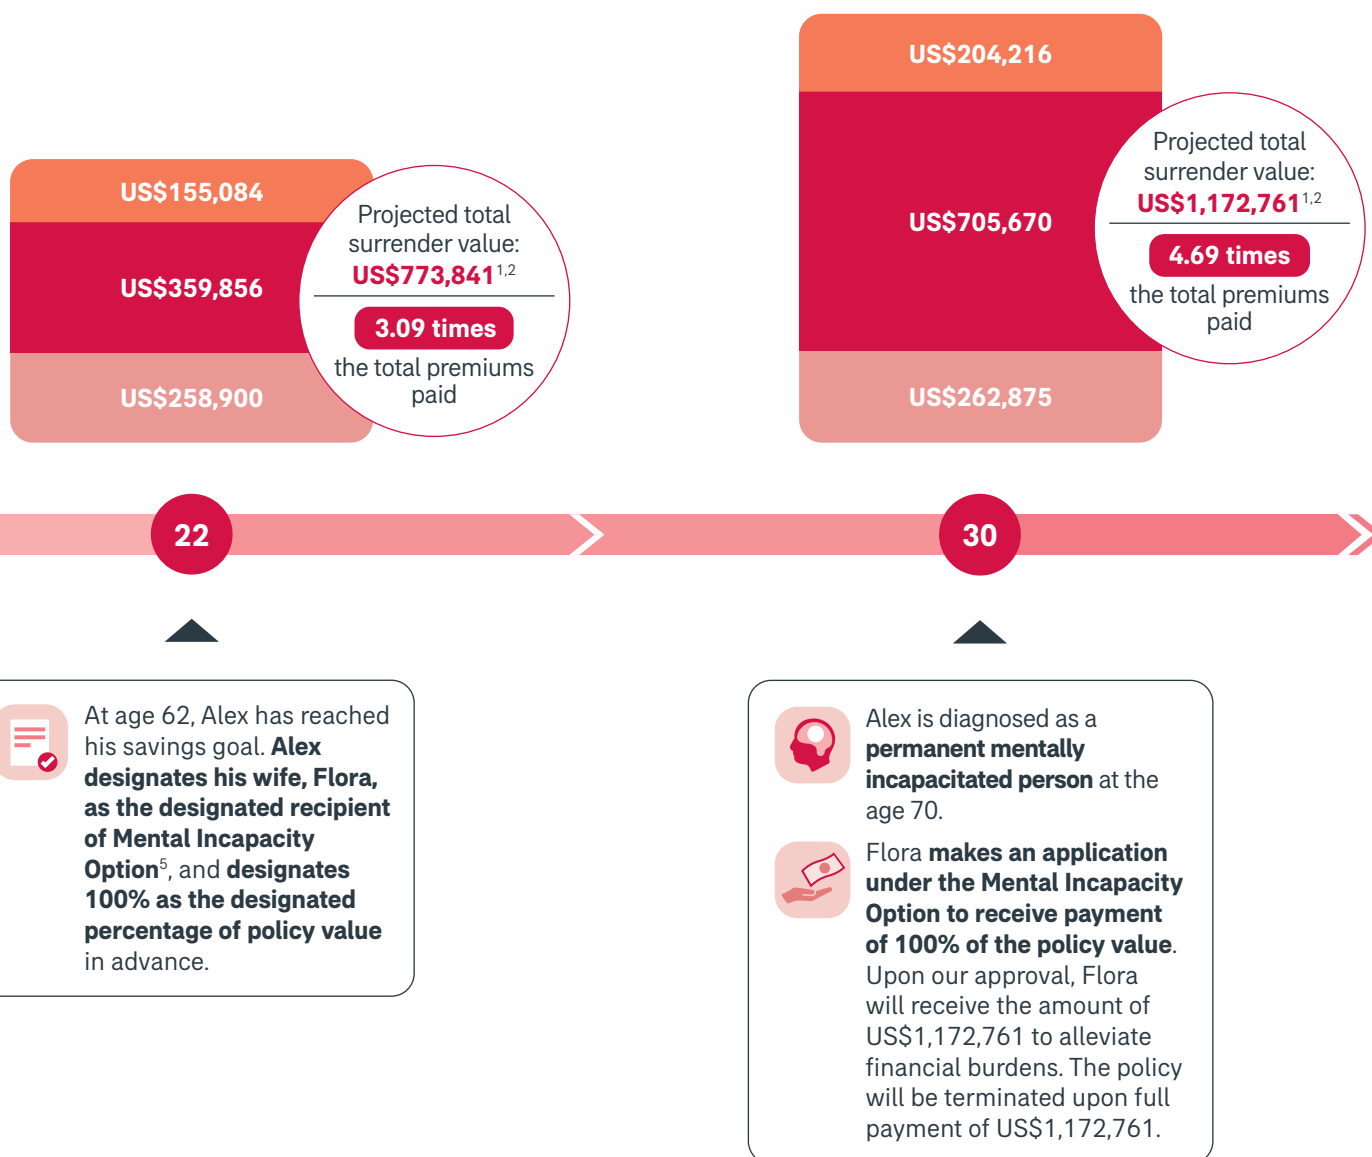 US$155,084
US$359,856
US$258,900
Projected total
surrender value:
US$773,841¹,²
3.09 times
the total premiums
paid
US$204,216
US$705,670
US$262,875
Projected total
surrender value:
US$1,172,761¹,²
4.69 times
the total premiums
paid
22
30
At age 62, Alex has reached
his savings goal. Alex
designates his wife, Flora,
as the designated recipient
of Mental Incapacity
Option⁵, and designates
100% as the designated
percentage of policy value
in advance.
Alex is diagnosed as a
permanent mentally
incapacitated person at the
age 70.
Flora makes an application
under the Mental Incapacity
Option to receive payment
of 100% of the policy value.
Upon our approval, Flora
will receive the amount of
US$1,172,761 to alleviate
financial burdens. The policy
will be terminated upon full
payment of US$1,172,761.